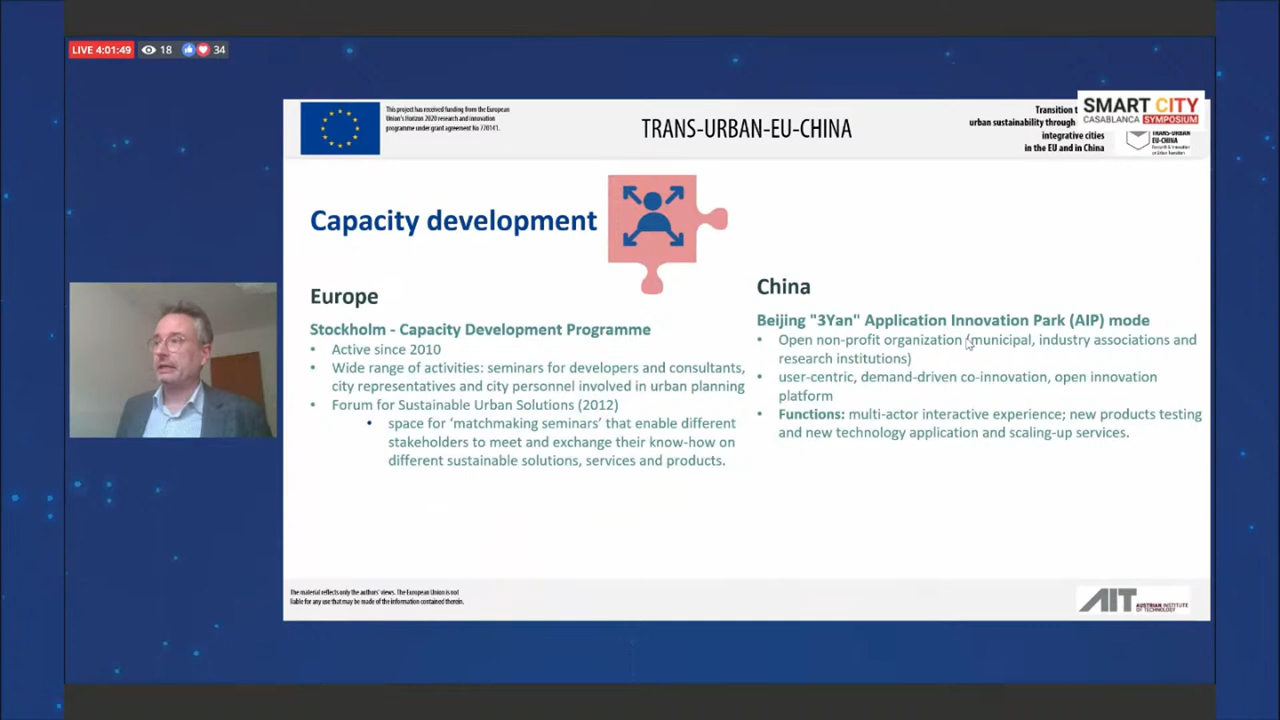 LIVE 4:01:49 18 34
This project has received funding from the European
Union's Horizon 2020 research and innovation
programme under grant agreement No 770141.
TRANS-URBAN-EU-CHINA
Transition t
urban sustainability through
integrative cities
in the EU and in China
SMART CITY
CASABLANCA SYMPOSIUM
TRANS-URBAN
EU-CHINA
Capacity development
Europe
Stockholm - Capacity Development Programme
• Active since 2010
• Wide range of activities: seminars for developers and consultants,
city representatives and city personnel involved in urban planning
• Forum for Sustainable Urban Solutions (2012)
• space for ‘matchmaking seminars’ that enable different
stakeholders to meet and exchange their know-how on
different sustainable solutions, services and products.
China
Beijing "3Yan" Application Innovation Park (AIP) mode
• Open non-profit organization (municipal, industry associations and
research institutions)
• user-centric, demand-driven co-innovation, open innovation
platform
• Functions: multi-actor interactive experience; new products testing
and new technology application and scaling-up services.
The material reflects only the authors' views. The European Union is not
liable for any use that may be made of the information contained therein.
AIT AUSTRIAN INSTITUTE
OF TECHNOLOGY